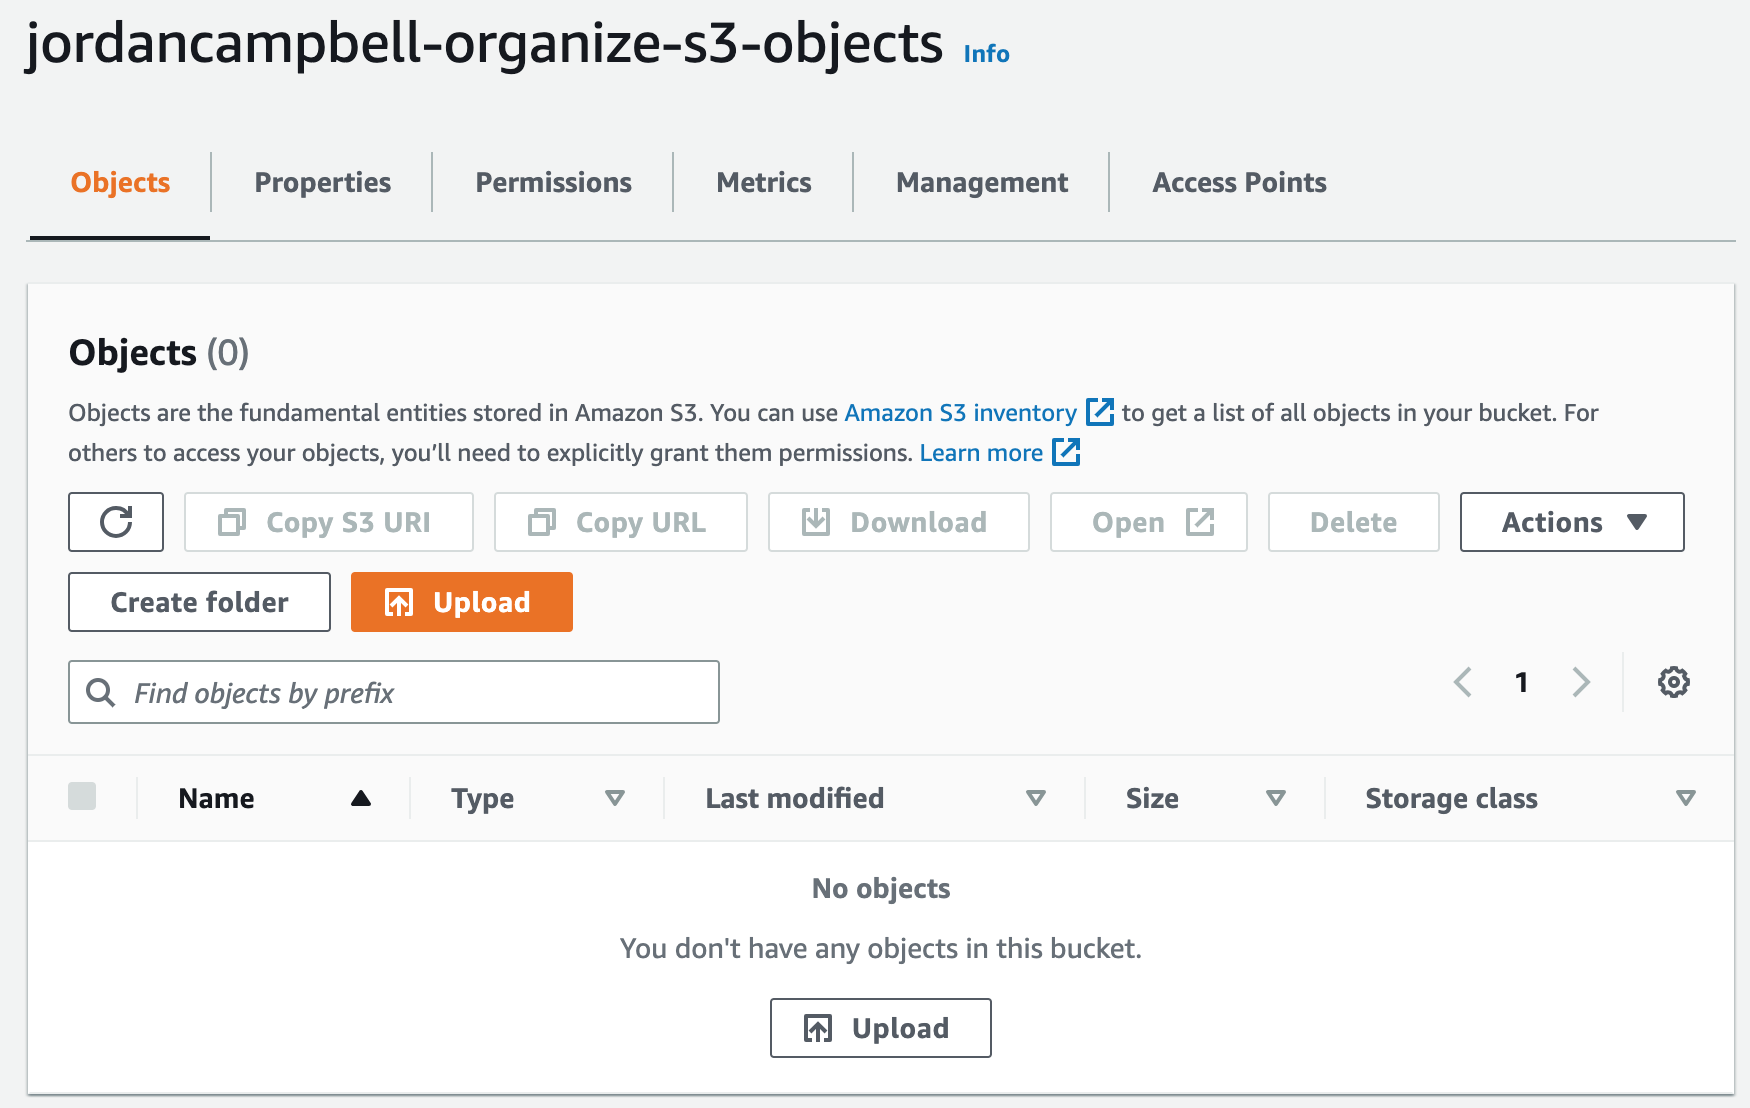 jordancampbell-organize-s3-objects Info
Objects Properties Permissions Metrics Management Access Points
Objects (0)
Objects are the fundamental entities stored in Amazon S3. You can use Amazon S3 inventory to get a list of all objects in your bucket. For
others to access your objects, you’ll need to explicitly grant them permissions. Learn more
Copy S3 URI Copy URL Download Open Delete Actions
Create folder Upload
Find objects by prefix 1
Name Type Last modified Size Storage class
No objects
You don't have any objects in this bucket.
Upload